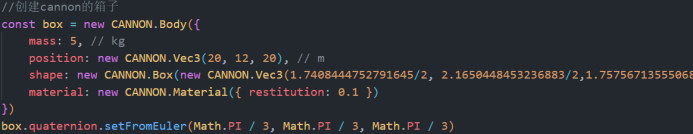 //创建cannon的箱子
const box = new CANNON.Body({
mass: 5, // kg
position: new CANNON.Vec3(20, 12, 20), // m
shape: new CANNON.Box(new CANNON.Vec3(1.7408444752791645/2, 2.1650448453236883/2,1.75756713555068
material: new CANNON.Material({ restitution: 0.1 })
})
box.quaternion.setFromEuler(Math.PI / 3, Math.PI / 3, Math.PI / 3)